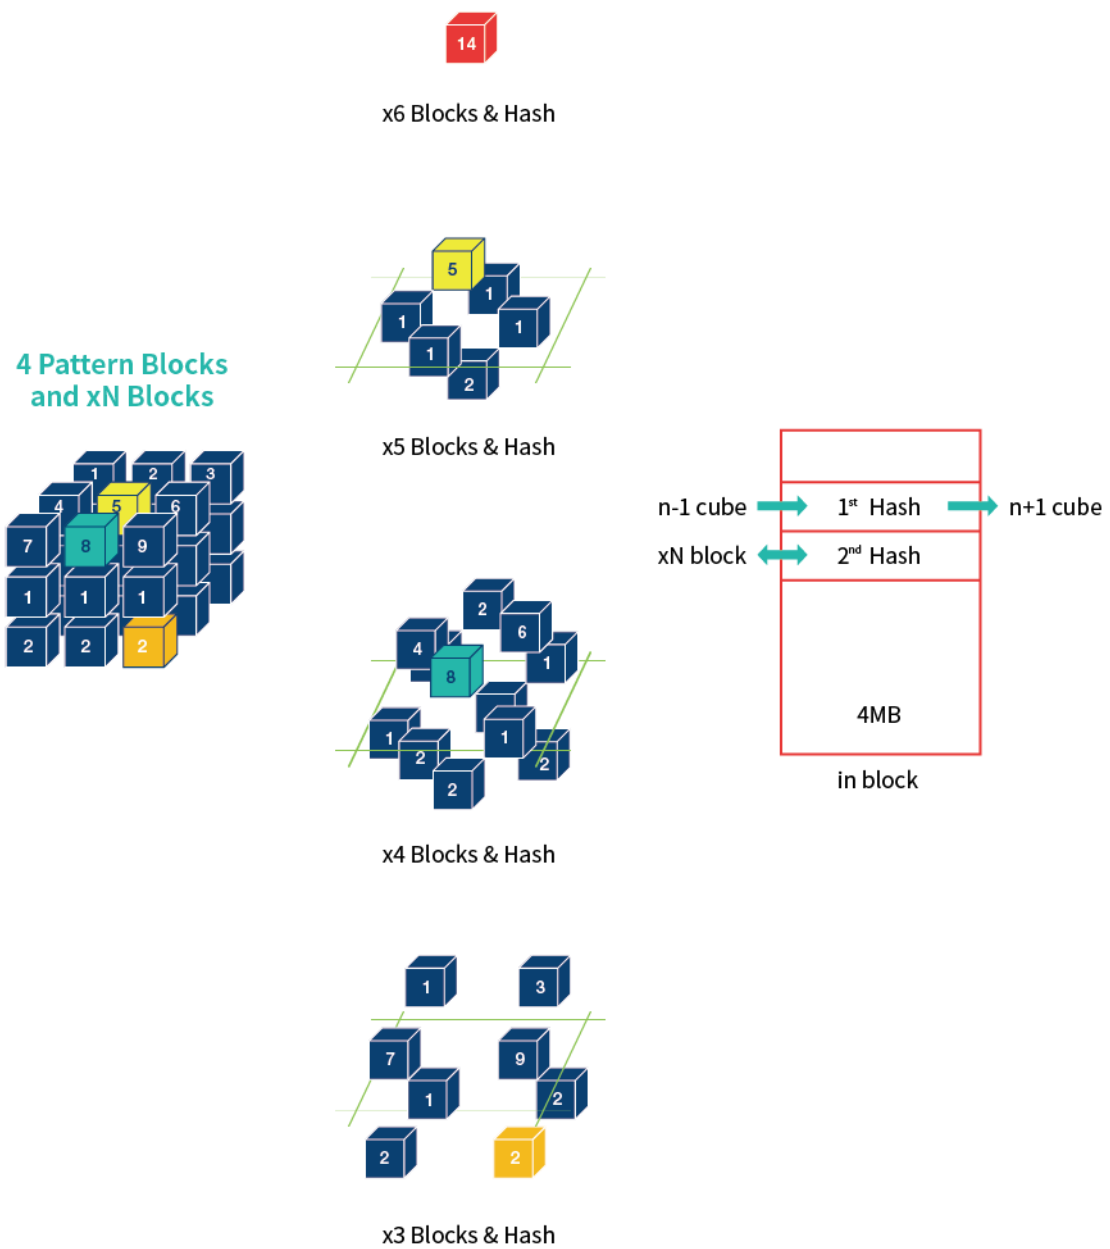 14
x6 Blocks & Hash
5
1
1
1
1
2
x5 Blocks & Hash
4 Pattern Blocks
and xN Blocks
1 2 3
4 5 6
7 8 9
1 1 1
2 2 2
2
6
4
1
8
1
1
2
2
2
x4 Blocks & Hash
n-1 cube
1st Hash
n+1 cube
xN block
2nd Hash
4MB
in block
1 3
7 9
1 2
2 2
x3 Blocks & Hash